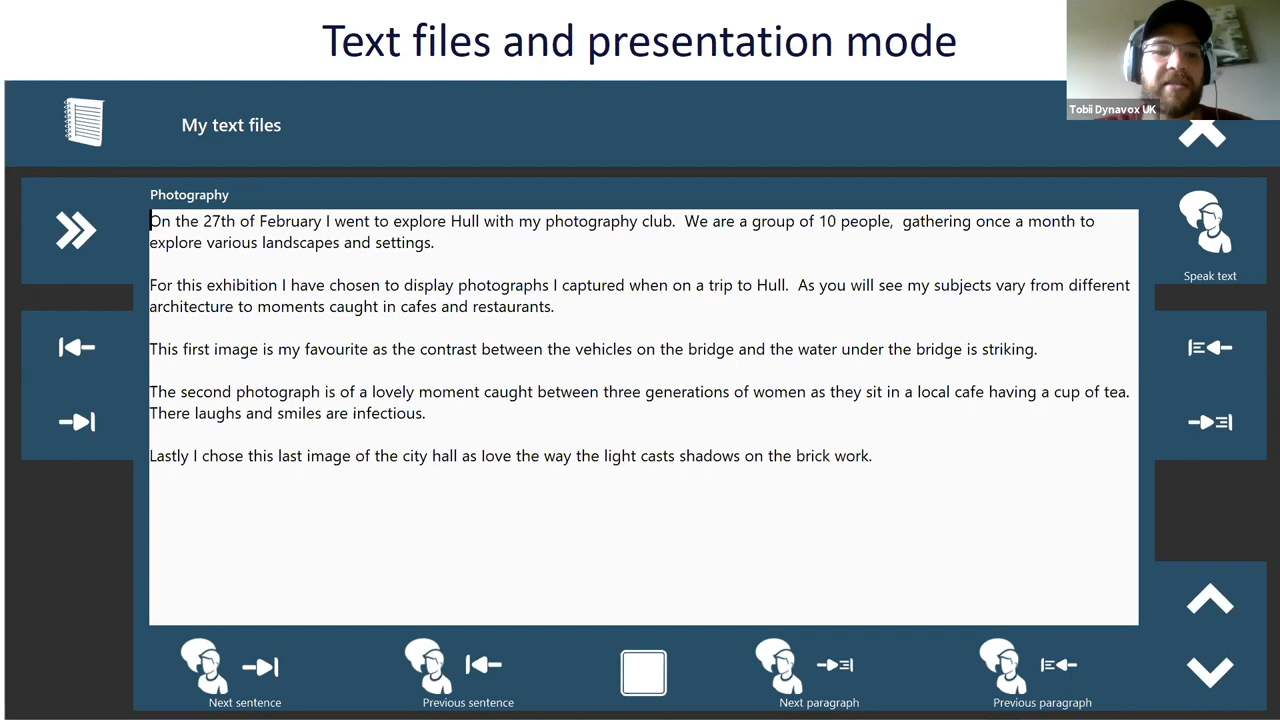 Text files and presentation mode
Tobii Dynavox UK
My text files
Photography
On the 27th of February I went to explore Hull with my photography club.  We are a group of 10 people,  gathering once a month to
explore various landscapes and settings.
For this exhibition I have chosen to display photographs I captured when on a trip to Hull.  As you will see my subjects vary from different
architecture to moments caught in cafes and restaurants.
This first image is my favourite as the contrast between the vehicles on the bridge and the water under the bridge is striking.
The second photograph is of a lovely moment caught between three generations of women as they sit in a local cafe having a cup of tea.
There laughs and smiles are infectious.
Lastly I chose this last image of the city hall as love the way the light casts shadows on the brick work.
Speak text
Next sentence
Previous sentence
Next paragraph
Previous paragraph